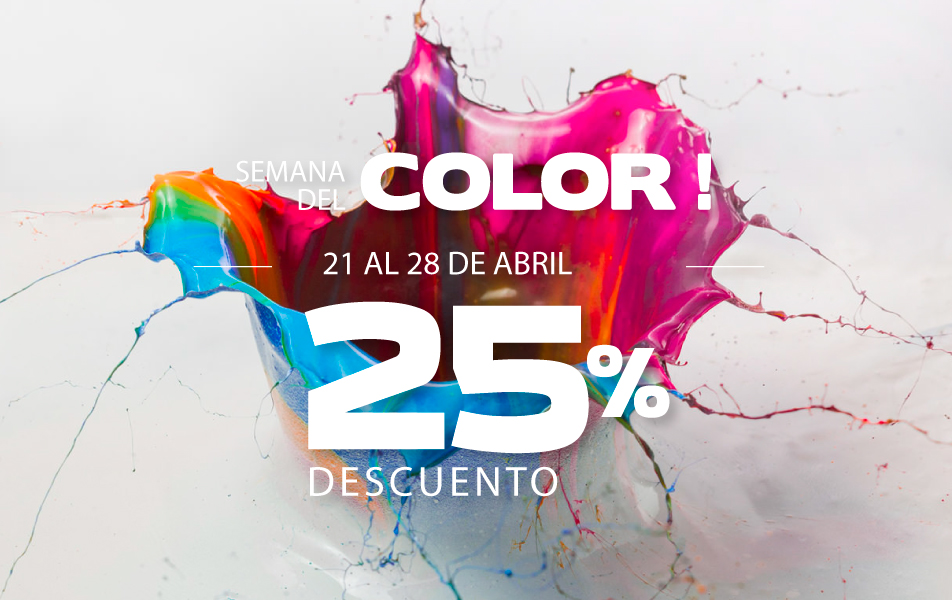 SEMANA
DEL COLOR !
21 AL 28 DE ABRIL
25%
DESCUENTO